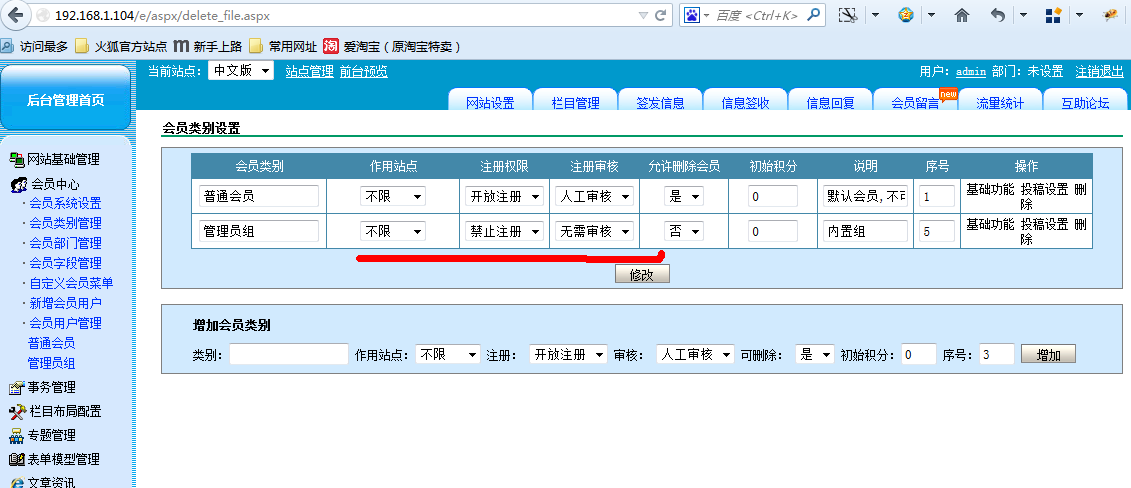 192.168.1.104/e/aspx/delete_file.aspx
百度 <Ctrl+K>
访问最多 火狐官方站点 新手上路 常用网址 淘 爱淘宝（原淘宝特卖）
当前站点： 中文版 站点管理 前台预览 用户：admin 部门：未设置 注销退出
后台管理首页
网站设置 栏目管理 签发信息 信息签收 信息回复 会员留言 new 流量统计 互助论坛
网站基础管理
会员中心
·会员系统设置
·会员类别管理
·会员部门管理
·会员字段管理
·自定义会员菜单
·新增会员用户
·会员用户管理
普通会员
管理员组
事务管理
栏目布局配置
专题管理
表单模型管理
文章资讯
会员类别设置
会员类别 作用站点 注册权限 注册审核 允许删除会员 初始积分 说明 序号 操作
普通会员 不限 开放注册 人工审核 是 0 默认会员,不可 1 基础功能 投稿设置 删
除
管理员组 不限 禁止注册 无需审核 否 0 内置组 5 基础功能 投稿设置 删
除
修改
增加会员类别
类别： 作用站点： 不限 注册： 开放注册 审核： 人工审核 可删除： 是 初始积分： 0 序号： 3 增加